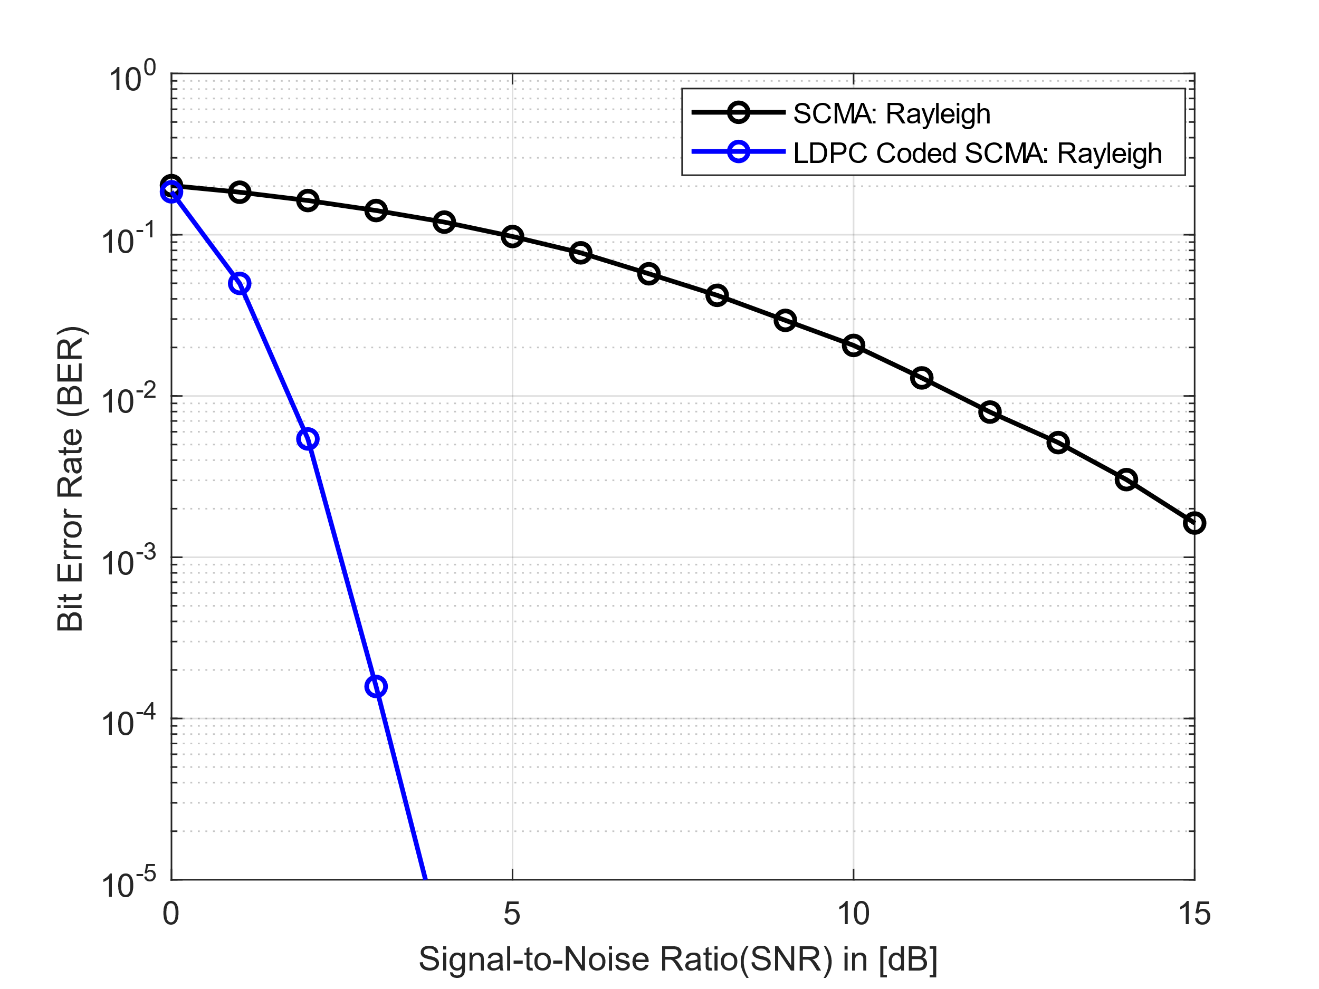 SCMA: Rayleigh
LDPC Coded SCMA: Rayleigh
10^0
10^-1
10^-2
10^-3
10^-4
10^-5
Bit Error Rate (BER)
0 5 10 15
Signal-to-Noise Ratio(SNR) in [dB]